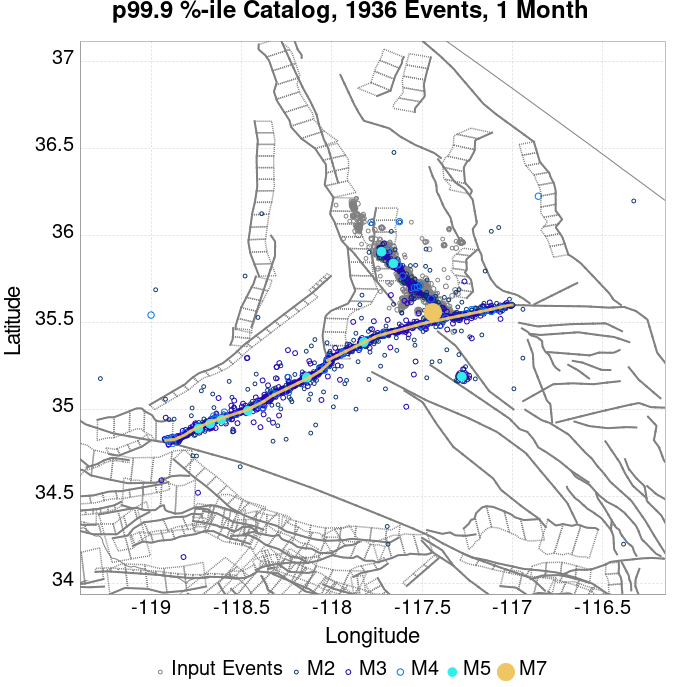 p99.9 %-ile Catalog, 1936 Events, 1 Month
37
36.5
36
35.5
35
34.5
34
Latitude
-119
-118.5
-118
-117.5
-117
-116.5
Longitude
Input Events
M2
M3
M4
M5
M7